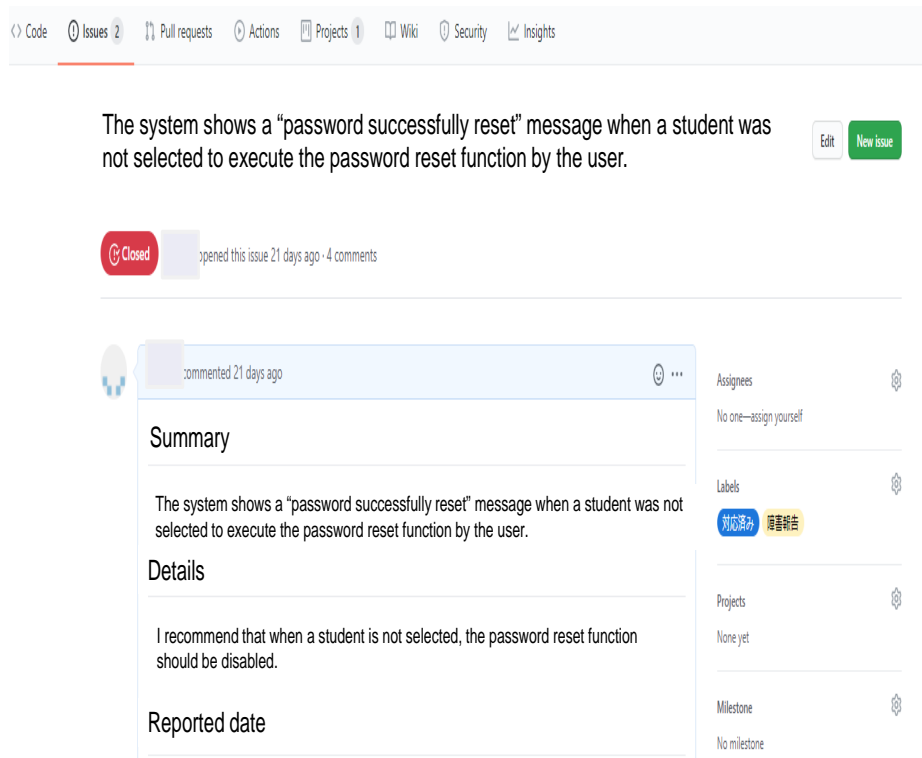 <> Code Issues 2 Pull requests Actions Projects 1 Wiki Security Insights
The system shows a “password successfully reset” message when a student was
not selected to execute the password reset function by the user.
Edit New issue
Closed opened this issue 21 days ago · 4 comments
commented 21 days ago
Summary
The system shows a “password successfully reset” message when a student was not
selected to execute the password reset function by the user.
Details
I recommend that when a student is not selected, the password reset function
should be disabled.
Reported date
Assignees
No one—assign yourself
Labels
対応済み 障害報告
Projects
None yet
Milestone
No milestone